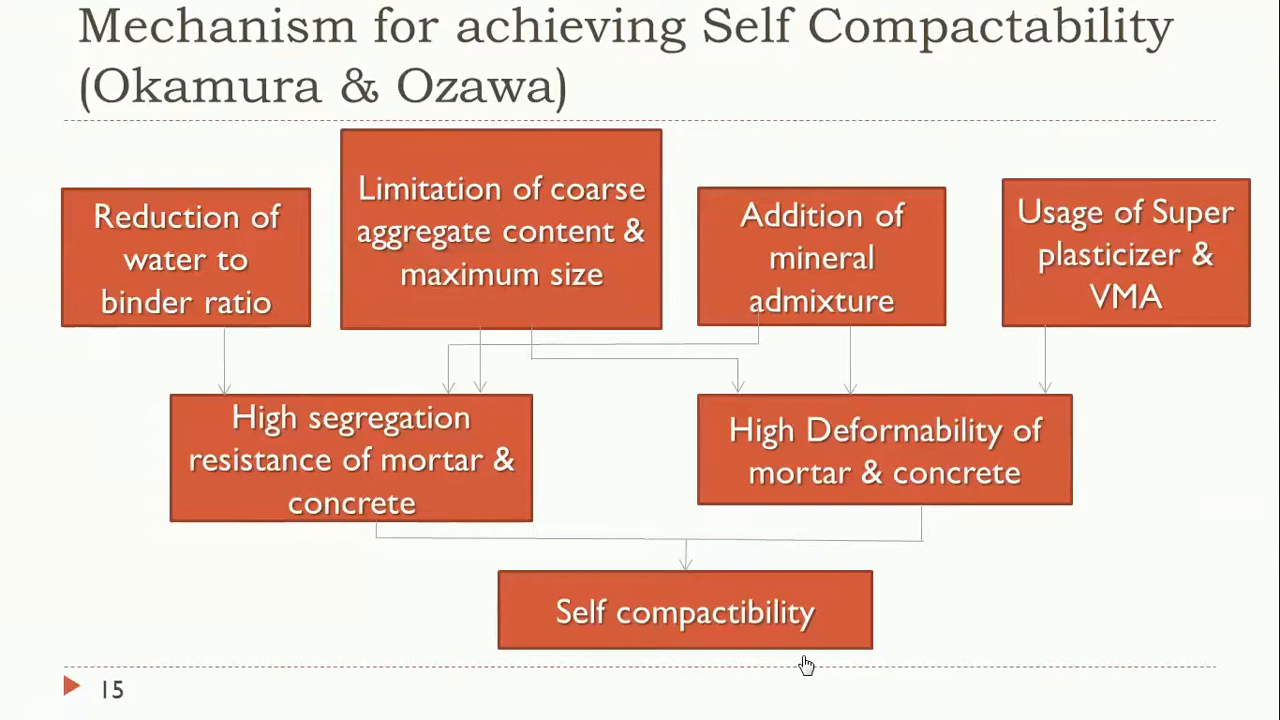 Mechanism for achieving Self Compactability
(Okamura & Ozawa)
Reduction of
water to
binder ratio
Limitation of coarse
aggregate content &
maximum size
Addition of
mineral
admixture
Usage of Super
plasticizer &
VMA
High segregation
resistance of mortar &
concrete
High Deformability of
mortar & concrete
Self compactibility
15